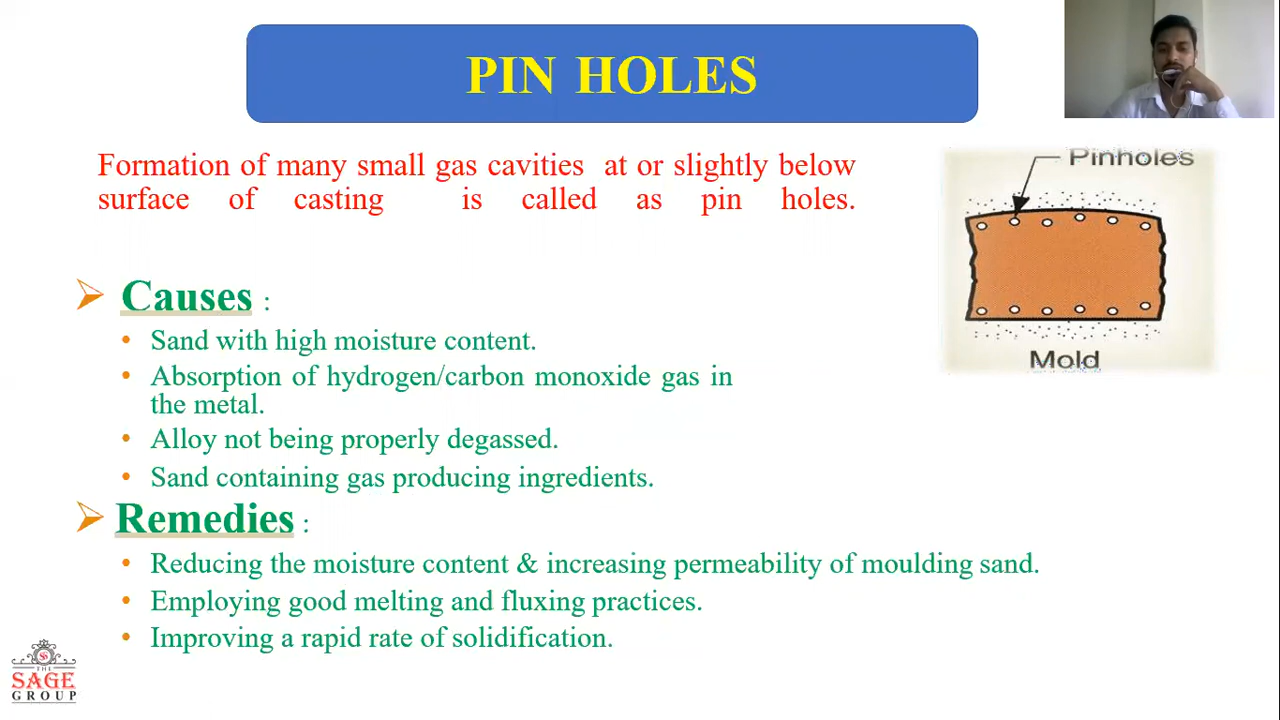 PIN HOLES
Formation of many small gas cavities at or slightly below
surface of casting is called as pin holes.
Pinholes
Mold
Causes :
• Sand with high moisture content.
• Absorption of hydrogen/carbon monoxide gas in
the metal.
• Alloy not being properly degassed.
• Sand containing gas producing ingredients.
Remedies :
• Reducing the moisture content & increasing permeability of moulding sand.
• Employing good melting and fluxing practices.
• Improving a rapid rate of solidification.
THE
SAGE
GROUP